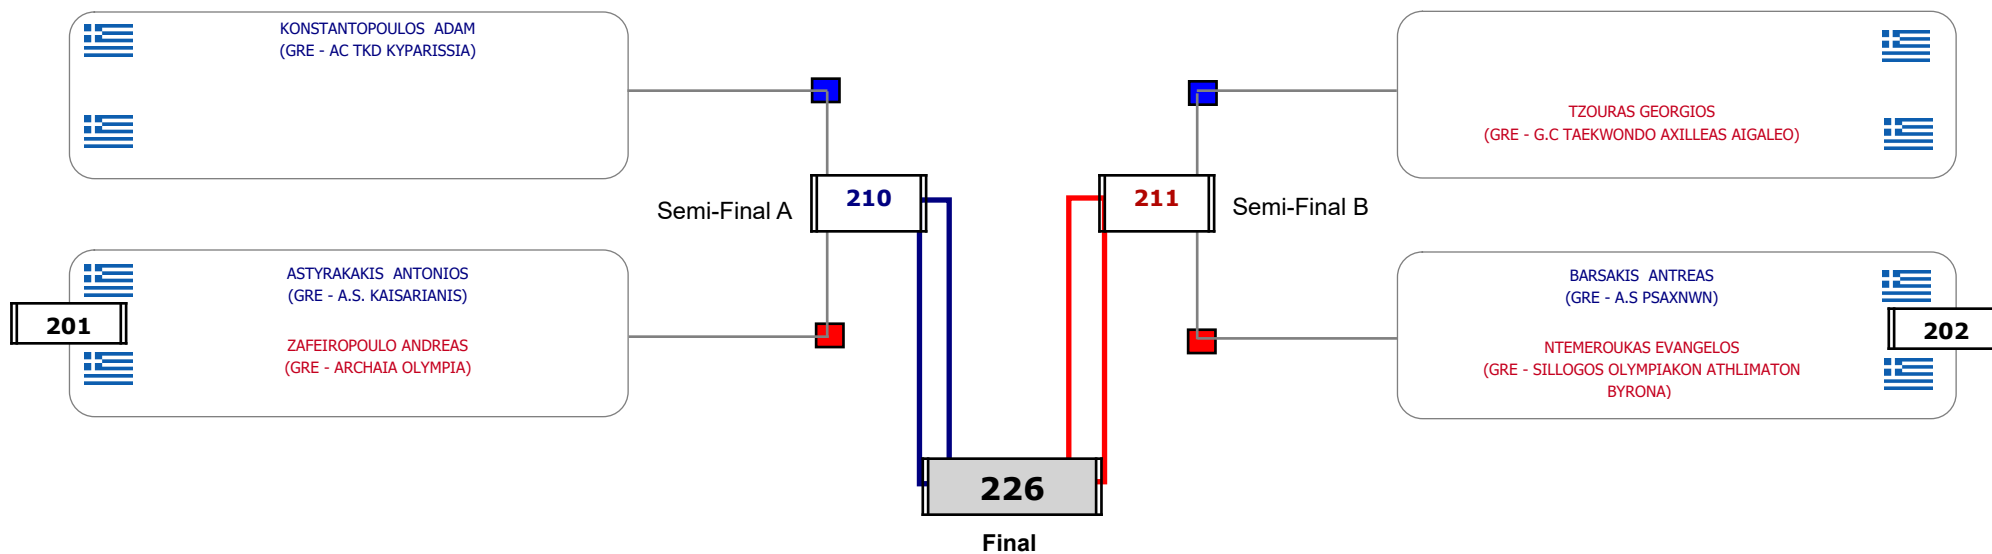 KONSTANTOPOULOS ADAM
(GRE - AC TKD KYPARISSIA)
TZOURAS GEORGIOS
(GRE - G.C TAEKWONDO AXILLEAS AIGALEO)
Semi-Final A
210
211
Semi-Final B
ASTYRAKAKIS ANTONIOS
(GRE - A.S. KAISARIANIS)
201
ZAFEIROPOULO ANDREAS
(GRE - ARCHAIA OLYMPIA)
BARSAKIS ANTREAS
(GRE - A.S PSAXNWN)
202
NTEMEROUKAS EVANGELOS
(GRE - SILLOGOS OLYMPIAKON ATHLIMATON
BYRONA)
226
Final